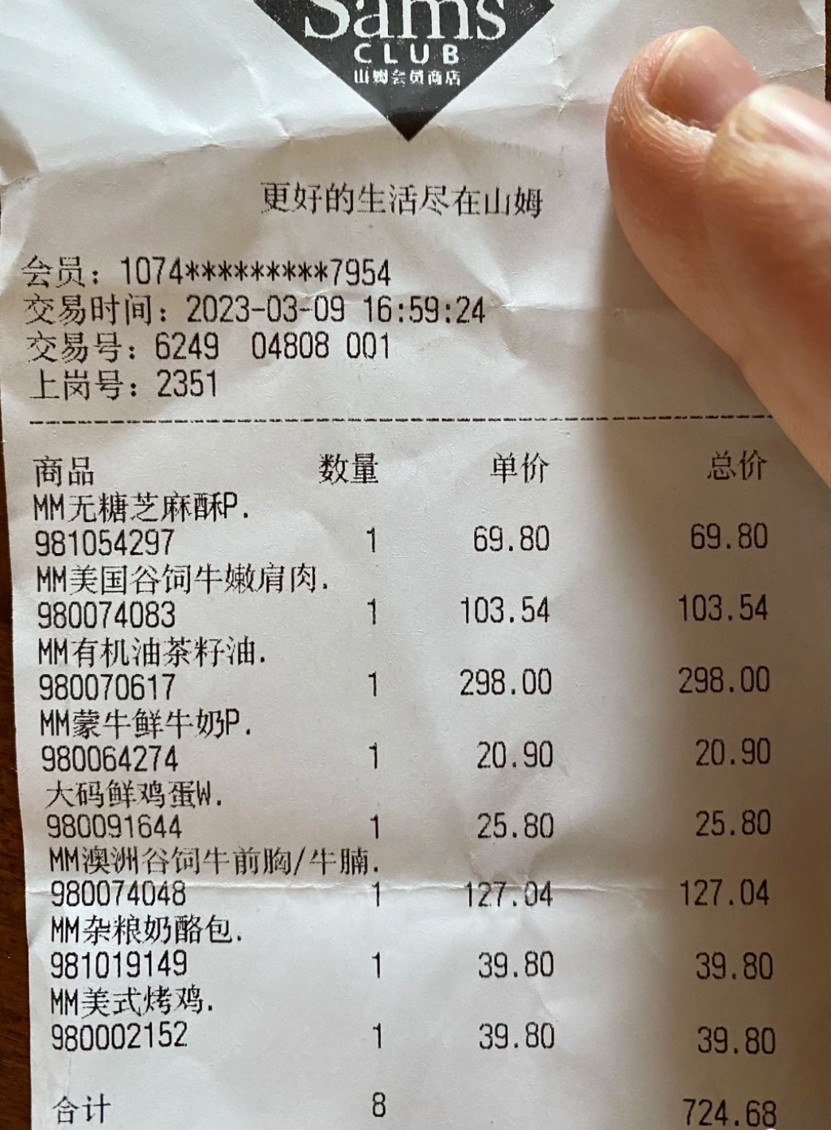 Sam's
CLUB
山姆会员商店
更好的生活尽在山姆
会员：1074*********7954
交易时间：2023-03-09 16:59:24
交易号：6249 04808 001
上岗号：2351
商品 数量 单价 总价
MM无糖芝麻酥P.
981054297 1 69.80 69.80
MM美国谷饲牛嫩肩肉.
980074083 1 103.54 103.54
MM有机油茶籽油.
980070617 1 298.00 298.00
MM蒙牛鲜牛奶P.
980064274 1 20.90 20.90
大码鲜鸡蛋W.
980091644 1 25.80 25.80
MM澳洲谷饲牛前胸/牛腩.
980074048 1 127.04 127.04
MM杂粮奶酪包.
981019149 1 39.80 39.80
MM美式烤鸡.
980002152 1 39.80 39.80
合计 8 724.68